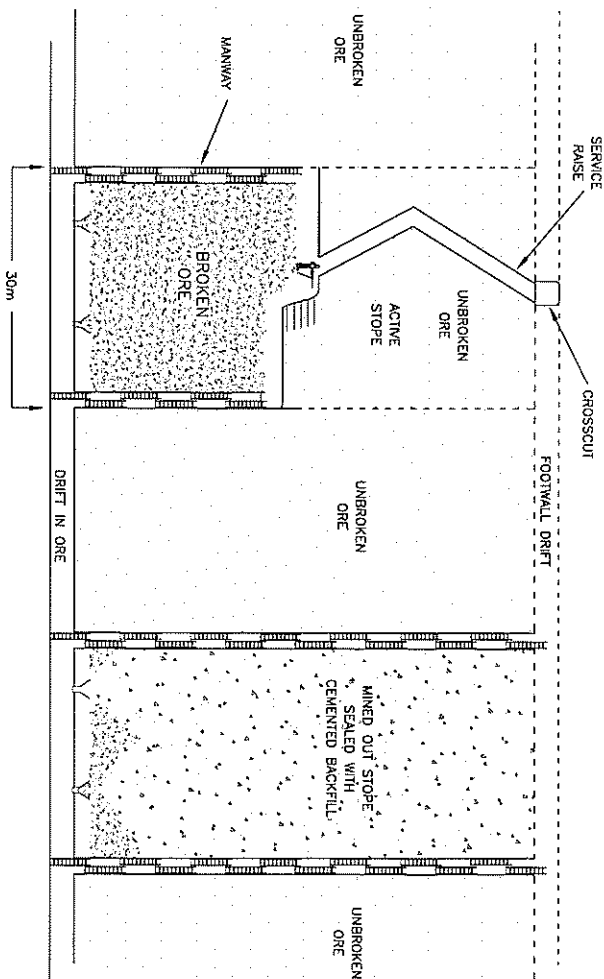 SERVICE
RAISE
CROSSCUT
FOOTWALL DRIFT
UNBROKEN
ORE
UNBROKEN
ORE
ACTIVE
STOPE
MANWAY
BROKEN
ORE
UNBROKEN
ORE
MINED OUT STOPE
SEALED WITH
CEMENTED BACKFILL
UNBROKEN
ORE
DRIFT IN ORE
30m